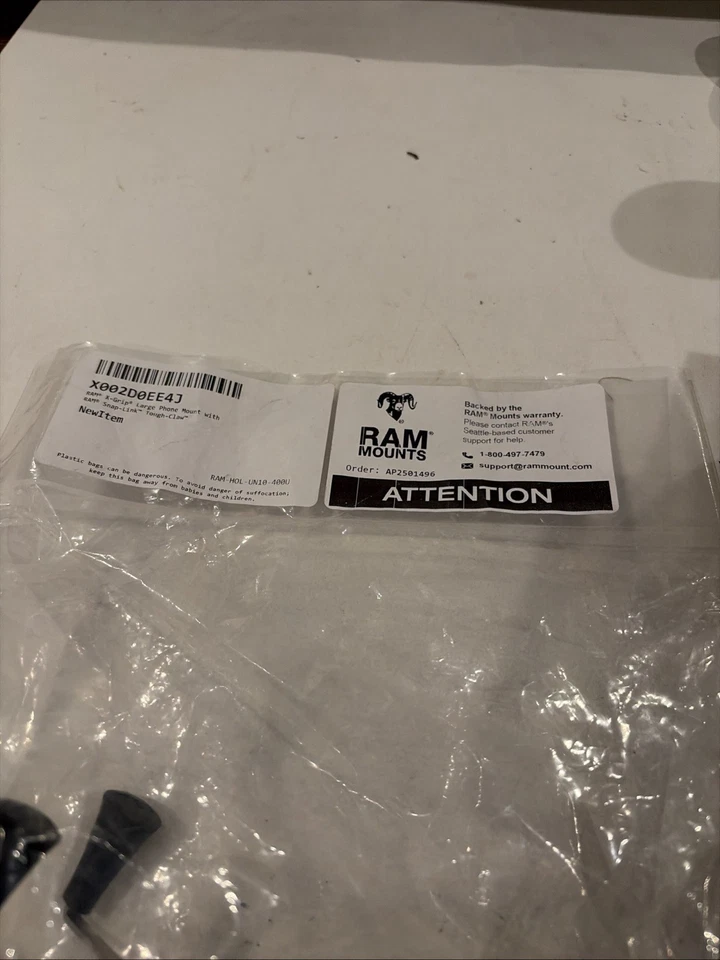 X002D0EE4J
RAM® X-Grip® Large Phone Mount with
RAM® Snap-Link™ Tough-Claw™
NewItem
RAM-HOL-UN10-400U
Plastic bags can be dangerous. To avoid danger of suffocation,
keep this bag away from babies and children.
RAM®
MOUNTS
Order: AP2501496
Backed by the
RAM® Mounts warranty.
Please contact RAM®'s
Seattle-based customer
support for help.
1-800-497-7479
support@rammount.com
ATTENTION